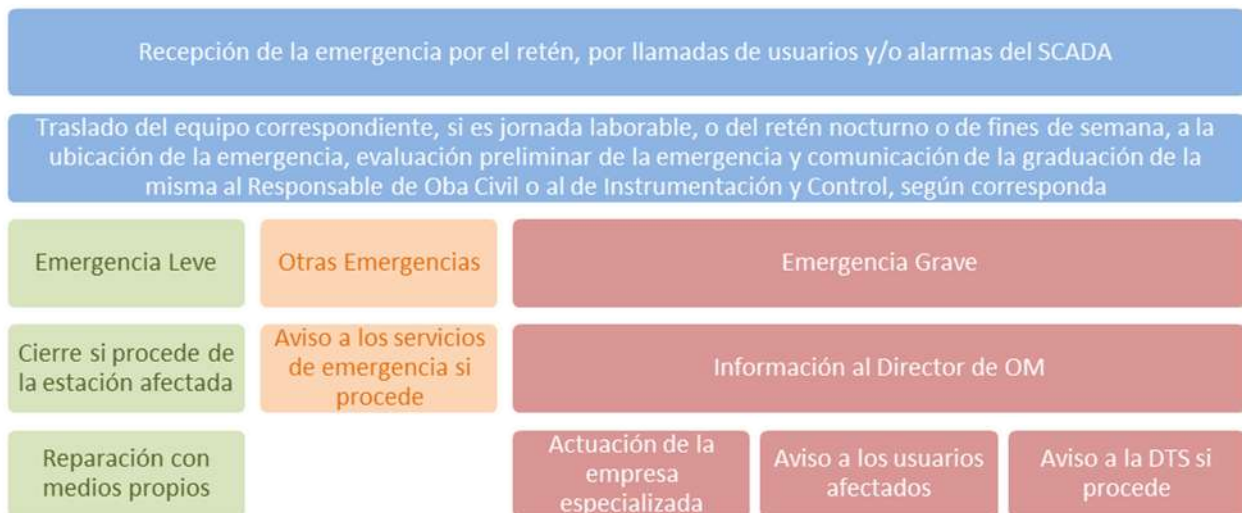 Recepción de la emergencia por el retén, por llamadas de usuarios y/o alarmas del SCADA
Traslado del equipo correspondiente, si es jornada laborable, o del retén nocturno o de fines de semana, a la
ubicación de la emergencia, evaluación preliminar de la emergencia y comunicación de la graduación de la
misma al Responsable de Oba Civil o al de Instrumentación y Control, según corresponda
Emergencia Leve
Otras Emergencias
Emergencia Grave
Cierre si procede de
la estación afectada
Aviso a los servicios
de emergencia si
procede
Información al Director de OM
Reparación con
medios propios
Actuación de la
empresa
especializada
Aviso a los usuarios
afectados
Aviso a la DTS si
procede